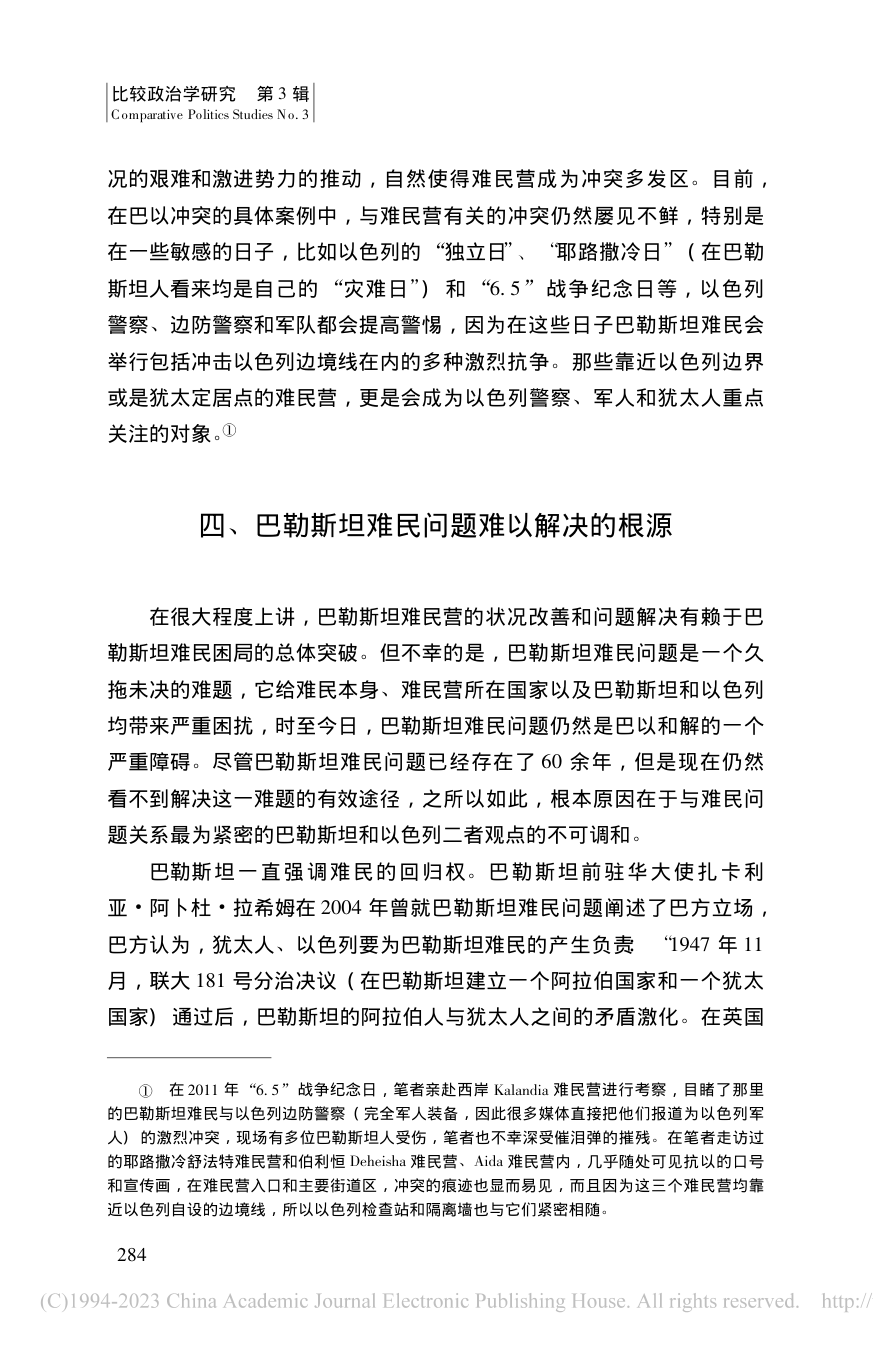 比较政治学研究　第 3 辑
Comparative Politics Studies No. 3
况的艰难和激进势力的推动，自然使得难民营成为冲突多发区。目前，
在巴以冲突的具体案例中，与难民营有关的冲突仍然屡见不鲜，特别是
在一些敏感的日子，比如以色列的“独立日”、“耶路撒冷日”（在巴勒
斯坦人看来均是自己的“灾难日”）和“6. 5”战争纪念日等，以色列
警察、边防警察和军队都会提高警惕，因为在这些日子巴勒斯坦难民会
举行包括冲击以色列边境线在内的多种激烈抗争。那些靠近以色列边界
或是犹太定居点的难民营，更是会成为以色列警察、军人和犹太人重点
关注的对象。①
四、巴勒斯坦难民问题难以解决的根源
在很大程度上讲，巴勒斯坦难民营的状况改善和问题解决有赖于巴
勒斯坦难民困局的总体突破。但不幸的是，巴勒斯坦难民问题是一个久
拖未决的难题，它给难民本身、难民营所在国家以及巴勒斯坦和以色列
均带来严重困扰，时至今日，巴勒斯坦难民问题仍然是巴以和解的一个
严重障碍。尽管巴勒斯坦难民问题已经存在了 60 余年，但是现在仍然
看不到解决这一难题的有效途径，之所以如此，根本原因在于与难民问
题关系最为紧密的巴勒斯坦和以色列二者观点的不可调和。
巴勒斯坦一直强调难民的回归权。巴勒斯坦前驻华大使扎卡利
亚·阿卜杜·拉希姆在 2004 年曾就巴勒斯坦难民问题阐述了巴方立场，
巴方认为，犹太人、以色列要为巴勒斯坦难民的产生负责：“1947 年 11
月，联大 181 号分治决议（在巴勒斯坦建立一个阿拉伯国家和一个犹太
国家）通过后，巴勒斯坦的阿拉伯人与犹太人之间的矛盾激化。在英国
①　在 2011 年“6. 5”战争纪念日，笔者亲赴西岸 Kalandia 难民营进行考察，目睹了那里
的巴勒斯坦难民与以色列边防警察（完全军人装备，因此很多媒体直接把他们报道为以色列军
人）的激烈冲突，现场有多位巴勒斯坦人受伤，笔者也不幸深受催泪弹的摧残。在笔者走访过
的耶路撒冷舒法特难民营和伯利恒 Deheisha 难民营、Aida 难民营内，几乎随处可见抗以的口号
和宣传画，在难民营入口和主要街道区，冲突的痕迹也显而易见，而且因为这三个难民营均靠
近以色列自设的边境线，所以以色列检查站和隔离墙也与它们紧密相随。
284
(C)1994-2023 China Academic Journal Electronic Publishing House. All rights reserved.    http://